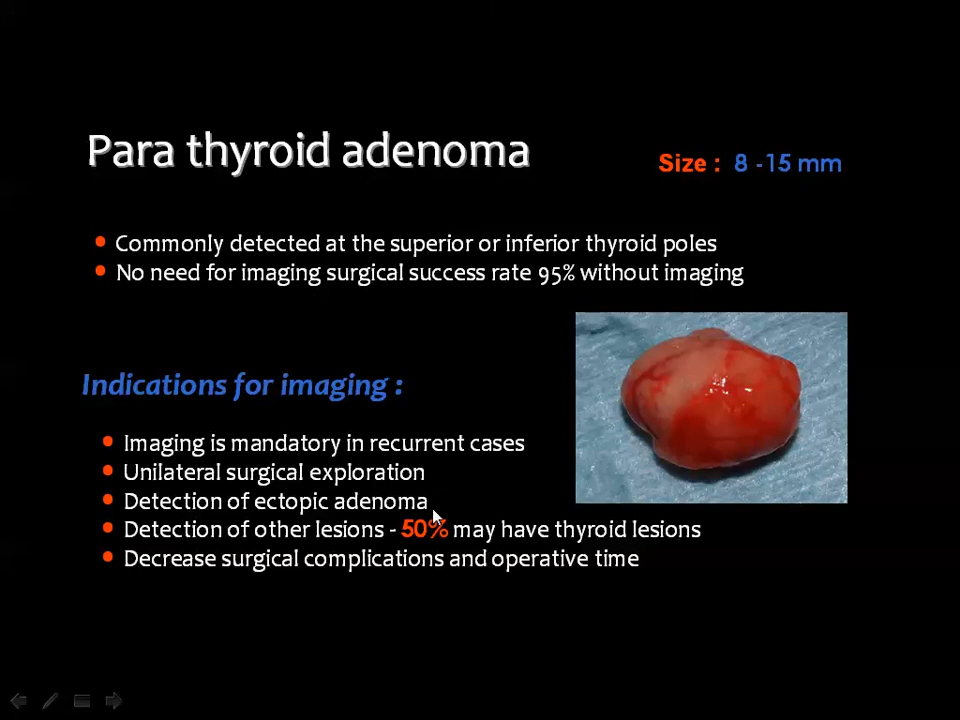 Para thyroid adenoma
Size : 8 -15 mm
Commonly detected at the superior or inferior thyroid poles
No need for imaging surgical success rate 95% without imaging
Indications for imaging :
Imaging is mandatory in recurrent cases
Unilateral surgical exploration
Detection of ectopic adenoma
Detection of other lesions - 50% may have thyroid lesions
Decrease surgical complications and operative time